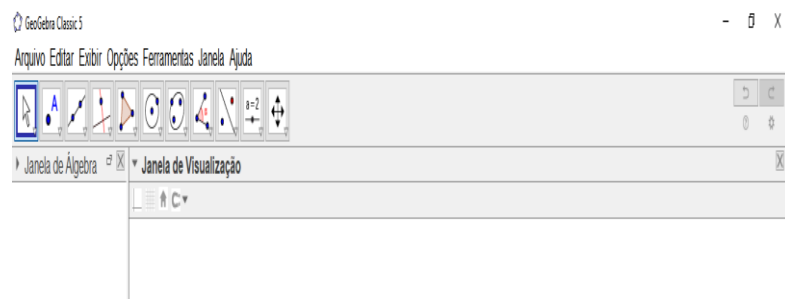 GeoGebra Classic 5
Arquivo Editar Exibir Opções Ferramentas Janela Ajuda
A
α
a=2
Janela de Álgebra
Janela de Visualização